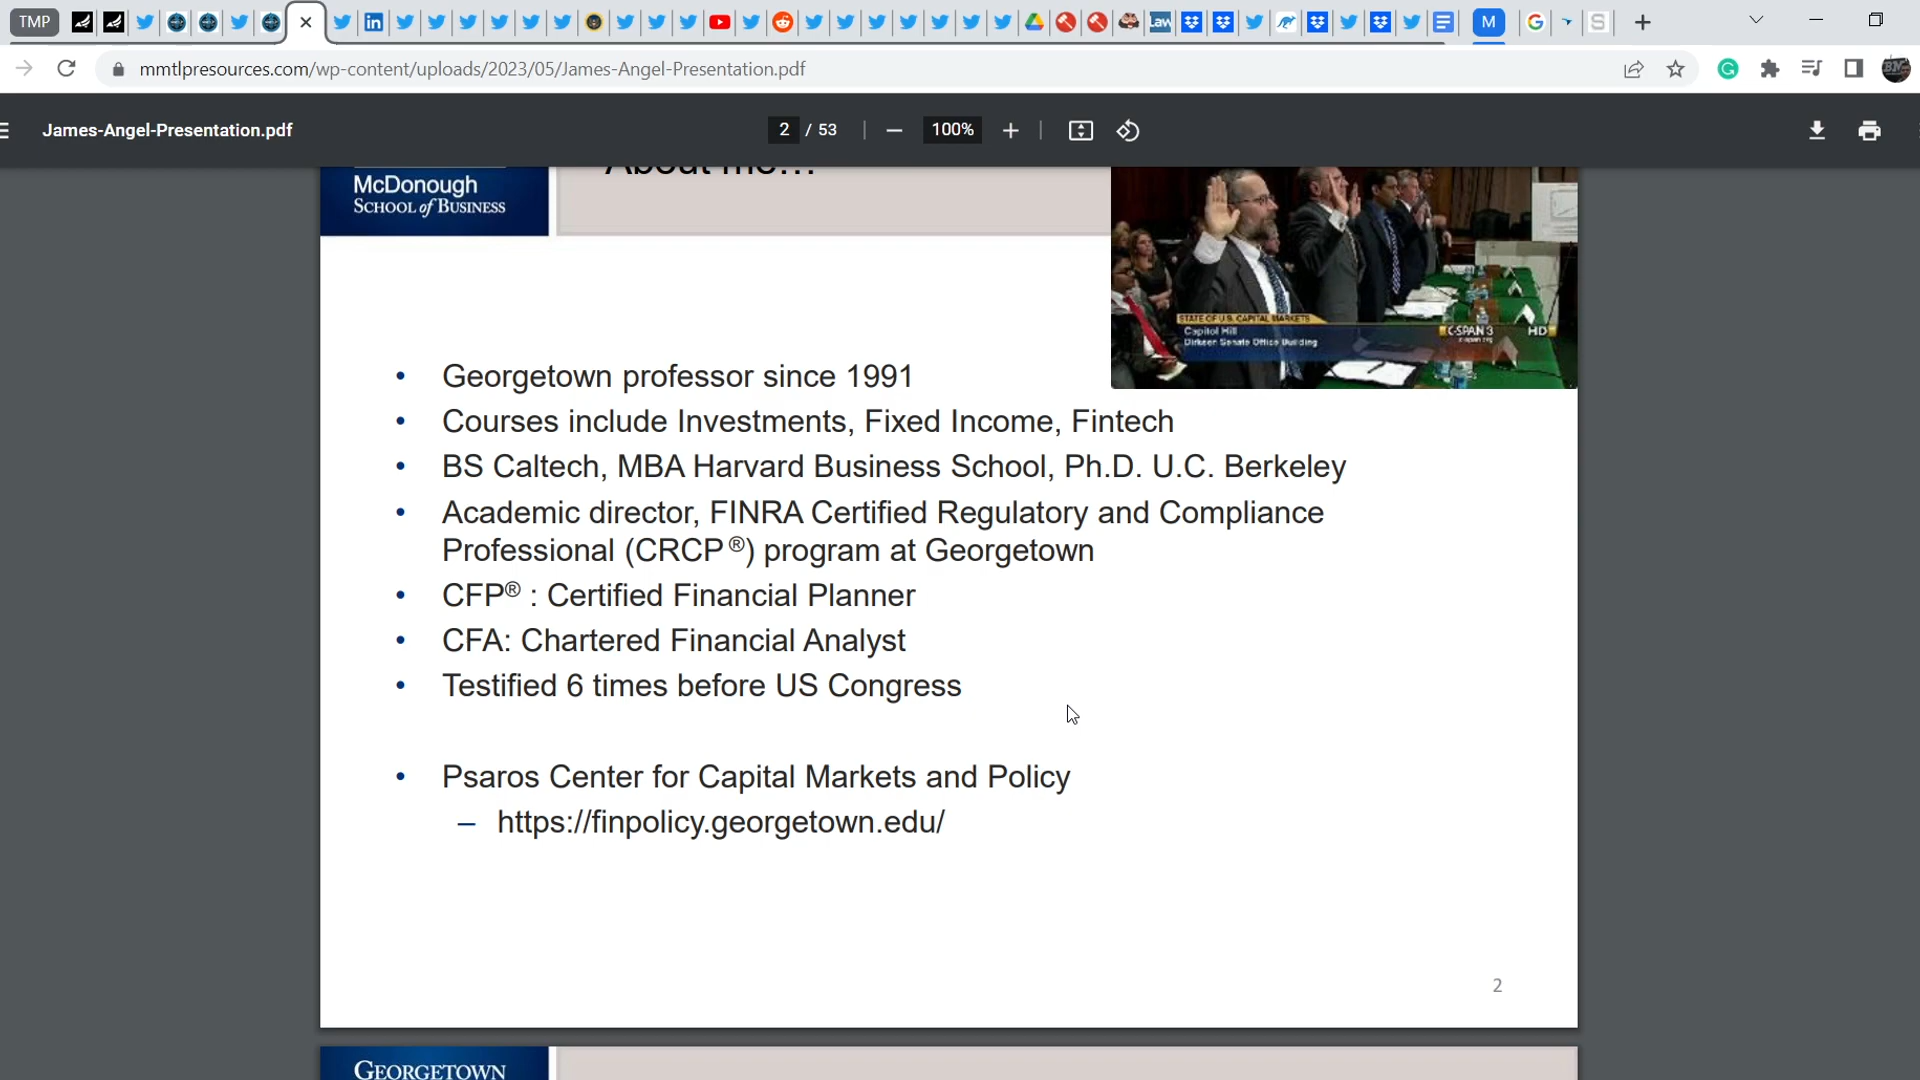 TMP
M
mmtlpresources.com/wp-content/uploads/2023/05/James-Angel-Presentation.pdf
James-Angel-Presentation.pdf
2 / 53
100%
About me…
McDonough
SCHOOL of BUSINESS
STATE OF U.S. CAPITAL MARKETS
Capitol Hill
Dirksen Senate Office Building
C-SPAN 3
HD
• Georgetown professor since 1991
• Courses include Investments, Fixed Income, Fintech
• BS Caltech, MBA Harvard Business School, Ph.D. U.C. Berkeley
• Academic director, FINRA Certified Regulatory and Compliance
Professional (CRCP ®) program at Georgetown
• CFP® : Certified Financial Planner
• CFA: Chartered Financial Analyst
• Testified 6 times before US Congress
• Psaros Center for Capital Markets and Policy
– https://finpolicy.georgetown.edu/
2
GEORGETOWN